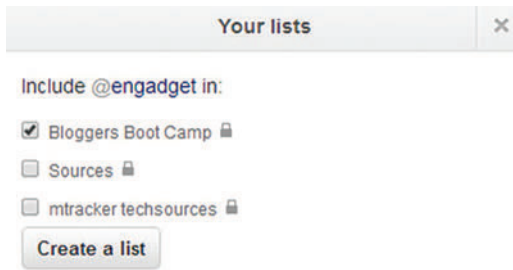 Your lists
Include @engadget in:
Bloggers Boot Camp
Sources
mtracker techsources
Create a list